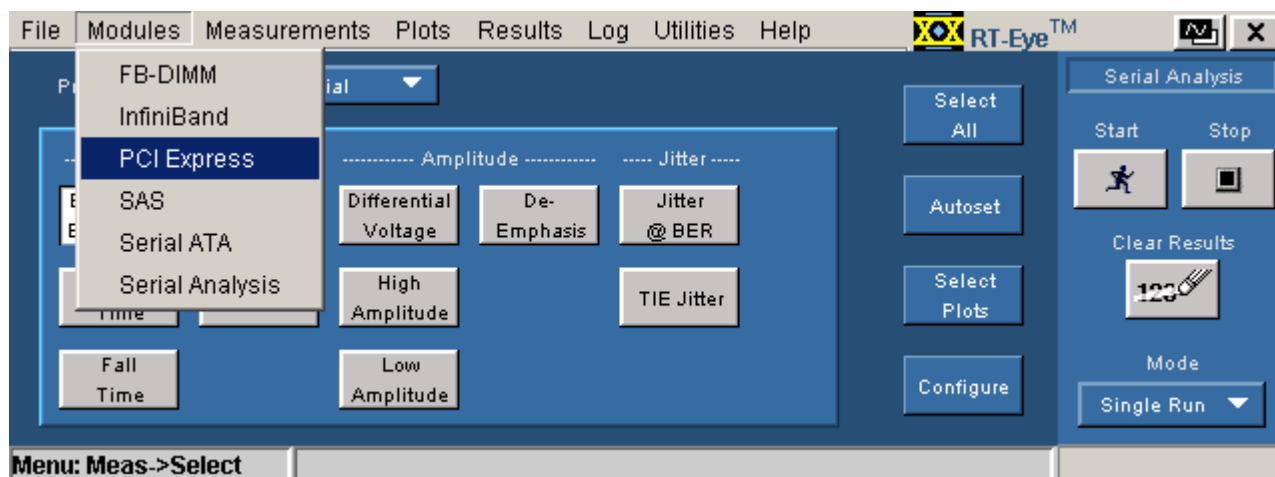 File Modules Measurements Plots Results Log Utilities Help RT-Eye™
FB-DIMM
InfiniBand
PCI Express
SAS
Serial ATA
Serial Analysis
------------ Amplitude ------------
----- Jitter -----
Differential
Voltage
De-
Emphasis
Jitter
@ BER
High
Amplitude
TIE Jitter
Time
Fall
Time
Low
Amplitude
Select
All
Autoset
Select
Plots
Configure
Serial Analysis
Start Stop
Clear Results
123
Mode
Single Run
Menu: Meas->Select